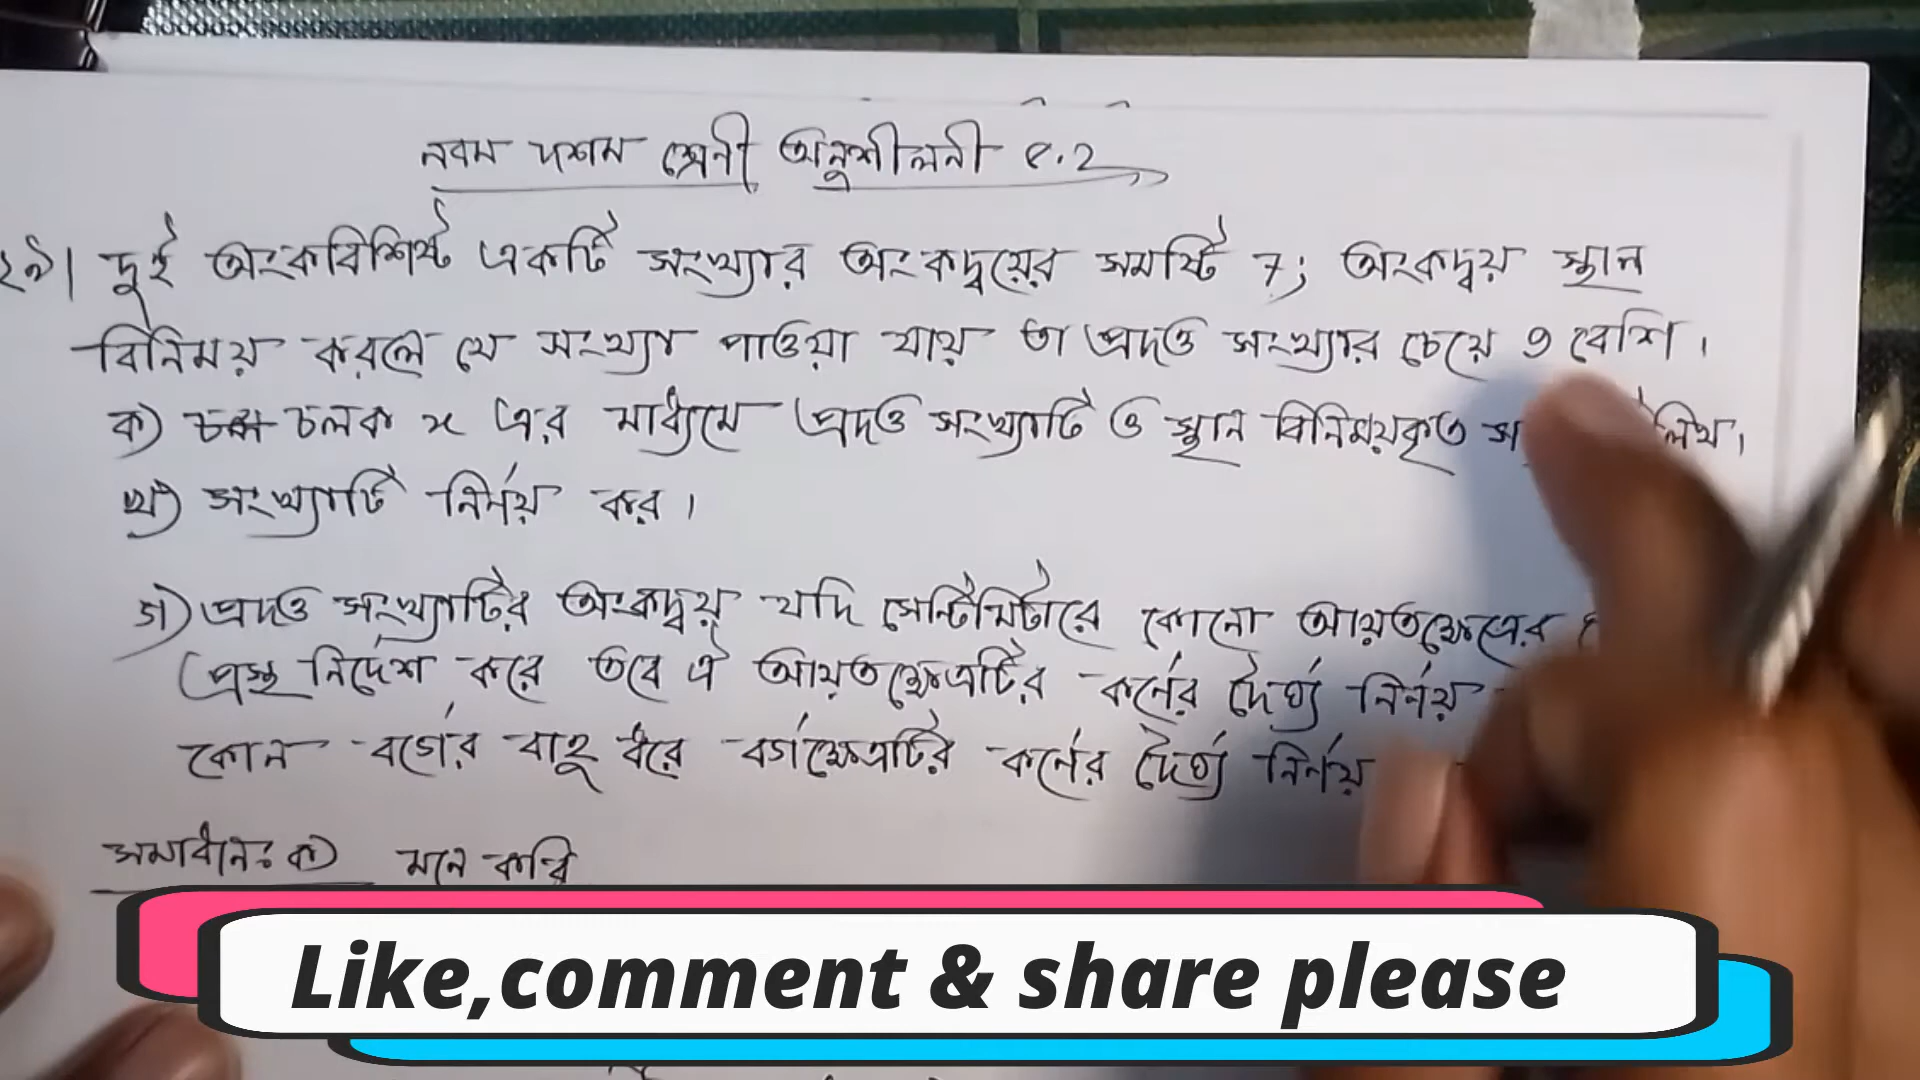 নবম দশম শ্রেনী অনুশীলনী ৫.2
২৯। দুই অংকবিশিষ্ট একটি সংখ্যার অংকদ্বয়ের সমষ্টি 7; অংকদ্বয় স্থান
বিনিময় করলে যে সংখ্যা পাওয়া যায় তা প্রদত্ত সংখ্যার চেয়ে 9 বেশি।
ক) চলক x এর মাধ্যমে প্রদত্ত সংখ্যাটি ও স্থান বিনিময়কৃত লিখ।
খ) সংখ্যাটি নির্ণয় কর।
গ) প্রদত্ত সংখ্যাটির অংকদ্বয় যদি সেন্টিমিটারে কোনো আয়তক্ষেত্রের
প্রস্থ নির্দেশ করে তবে ঐ আয়তক্ষেত্রটির কর্নের দৈর্ঘ্য নির্ণয়
কোন বর্গের বাহু ধরে বর্গক্ষেত্রটির কর্নের দৈর্ঘ্য নির্ণয়
সমাধান: ক) মনে করি
Like,comment & share please